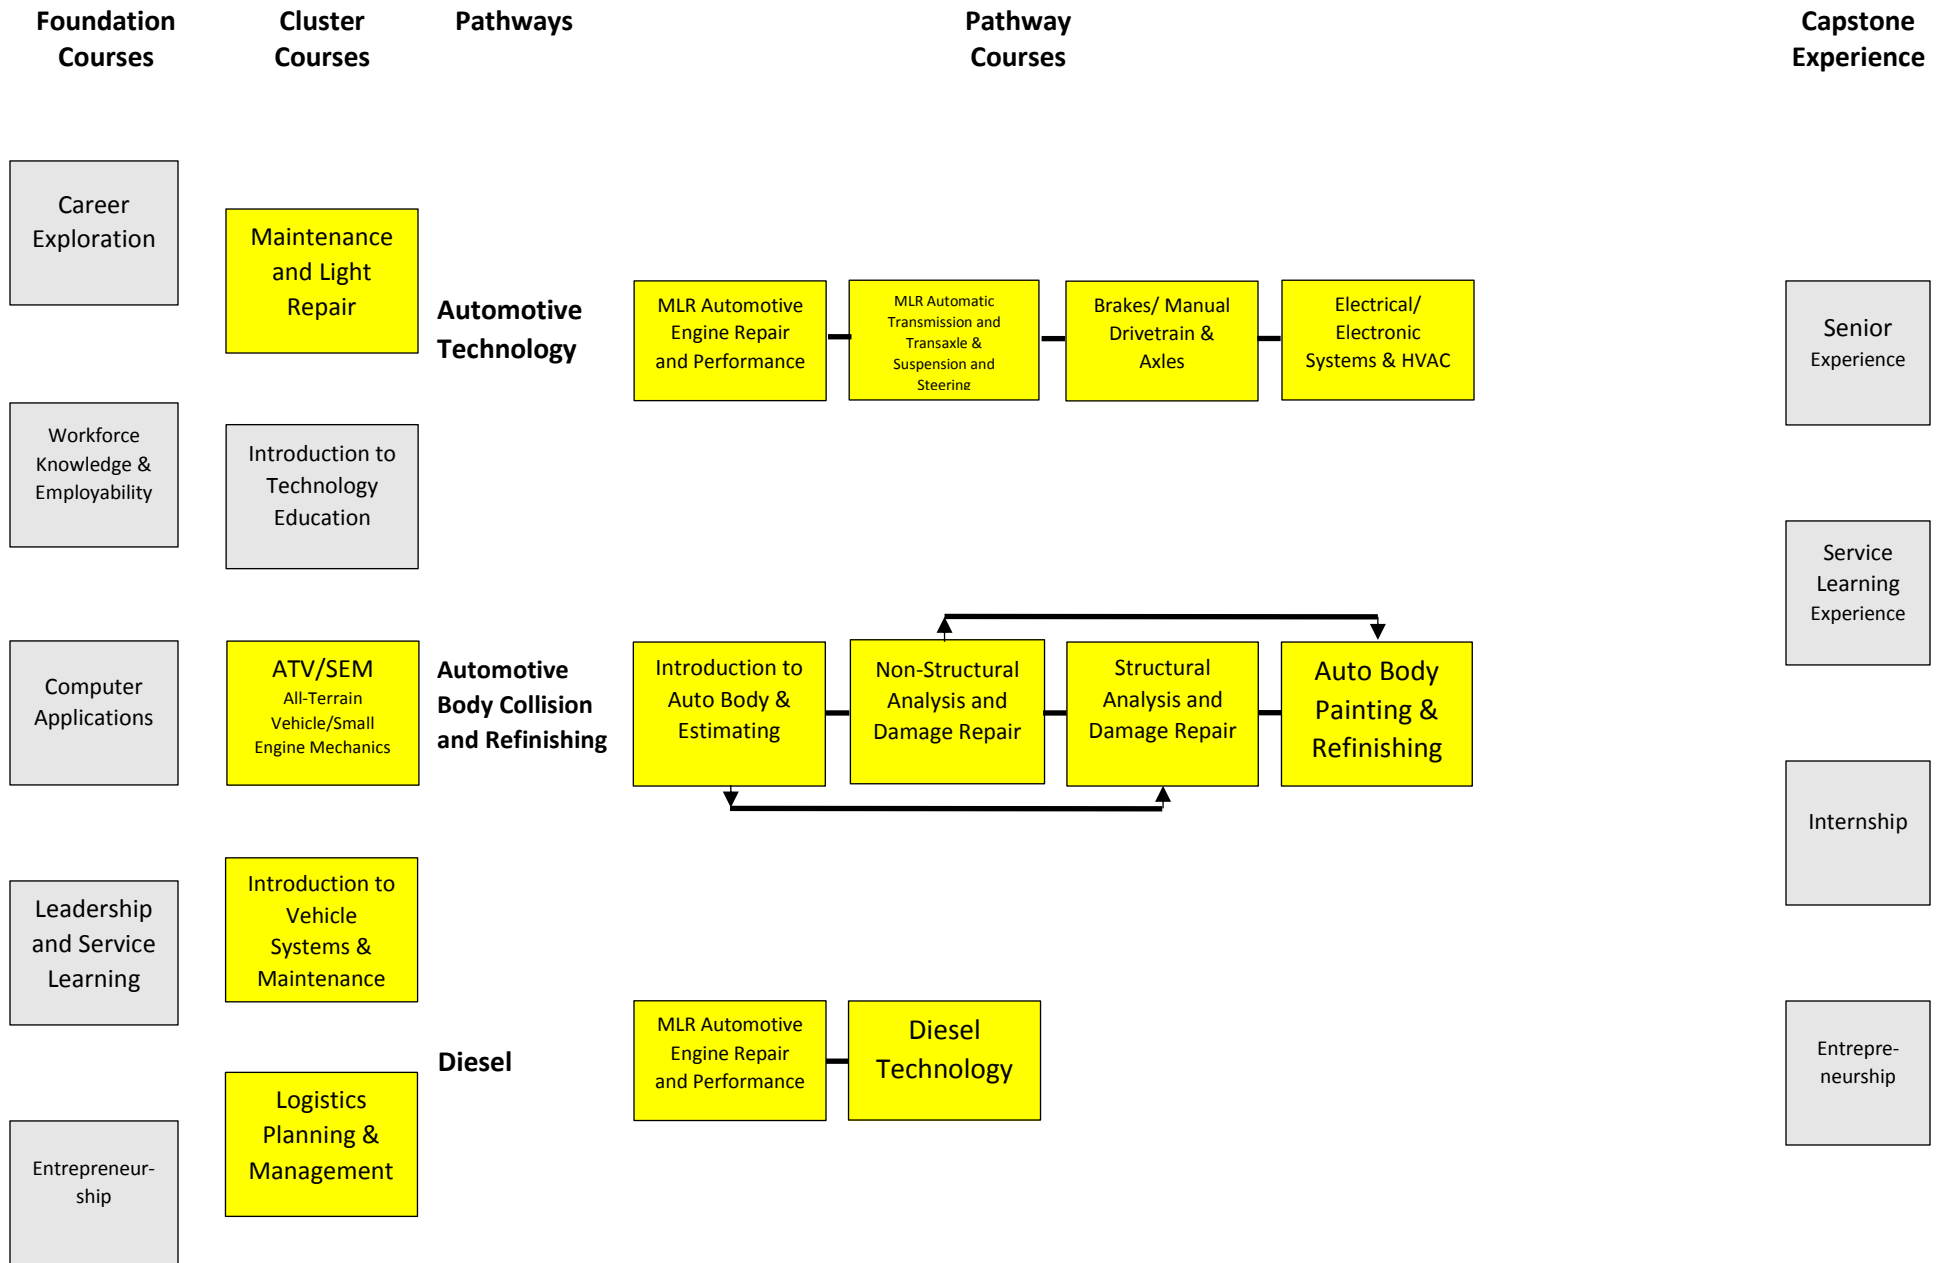 Foundation
Courses
Cluster
Courses
Pathways
Pathway
Courses
Capstone
Experience
Career
Exploration
Workforce
Knowledge &
Employability
Computer
Applications
Leadership
and Service
Learning
Entrepreneur-
ship
Maintenance
and Light
Repair
Introduction to
Technology
Education
ATV/SEM
All-Terrain
Vehicle/Small
Engine Mechanics
Introduction to
Vehicle
Systems &
Maintenance
Logistics
Planning &
Management
Automotive
Technology
MLR Automotive
Engine Repair
and Performance
MLR Automatic
Transmission and
Transaxle &
Suspension and
Steering
Brakes/ Manual
Drivetrain &
Axles
Electrical/
Electronic
Systems & HVAC
Automotive
Body Collision
and Refinishing
Introduction to
Auto Body &
Estimating
Non-Structural
Analysis and
Damage Repair
Structural
Analysis and
Damage Repair
Auto Body
Painting &
Refinishing
Diesel
MLR Automotive
Engine Repair
and Performance
Diesel
Technology
Senior
Experience
Service
Learning
Experience
Internship
Entrepre-
neurship